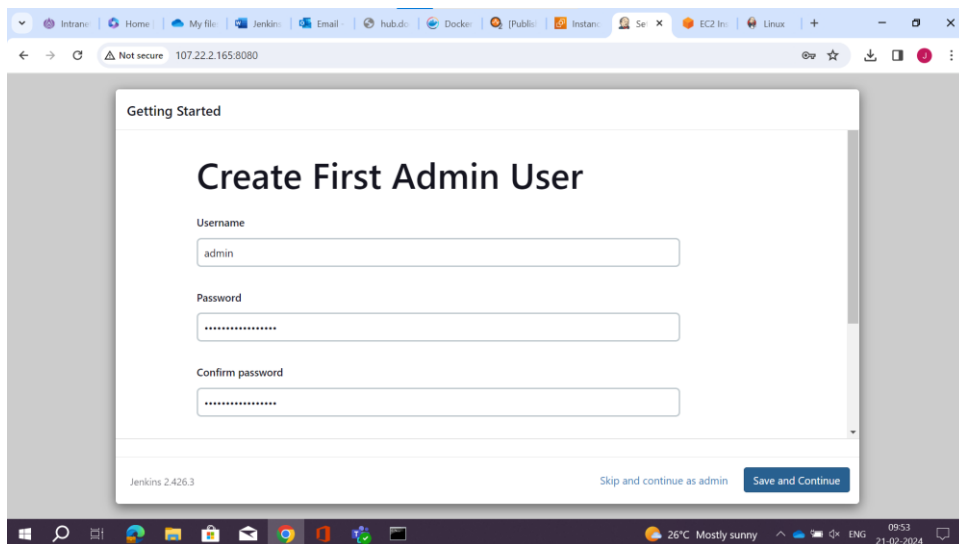 Intrane Home My file Jenkins Email - hub.do Docker [Publis Instanc Se EC2 Ins Linux
Not secure 107.22.2.165:8080 J
Getting Started
Create First Admin User
Username
admin
Password
•••••••••••••••••
Confirm password
•••••••••••••••••
Jenkins 2.426.3 Skip and continue as admin Save and Continue
26°C Mostly sunny ENG 09:53
21-02-2024